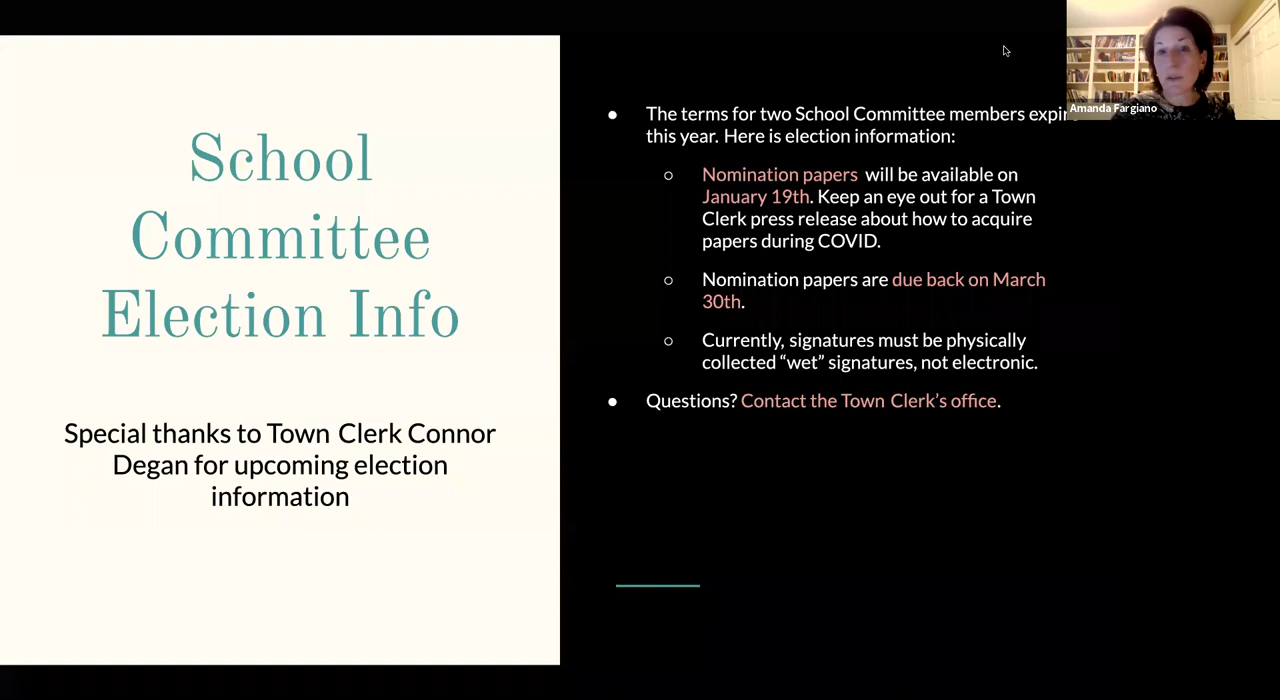 School
Committee
Election Info
Special thanks to Town Clerk Connor
Degan for upcoming election
information
● The terms for two School Committee members
this year. Here is election information:
○ Nomination papers will be available on
January 19th. Keep an eye out for a Town
Clerk press release about how to acquire
papers during COVID.
○ Nomination papers are due back on March
30th.
○ Currently, signatures must be physically
collected “wet” signatures, not electronic.
● Questions? Contact the Town Clerk’s office.
Amanda Fargiano